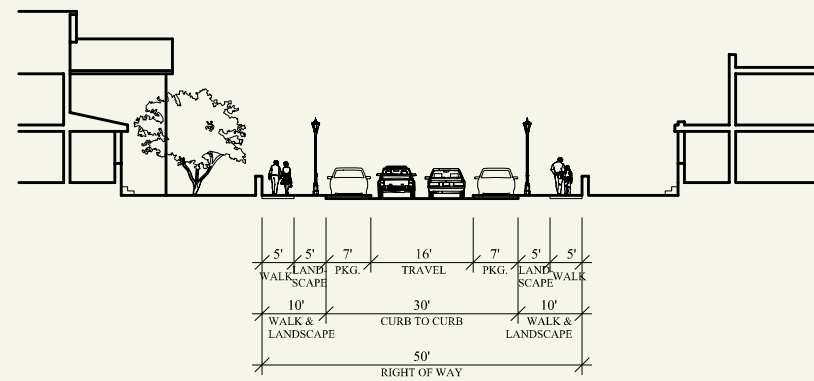 5' 5' 7' 16' 7' 5' 5'
WALK LAND- PKG. TRAVEL PKG. LAND- WALK
SCAPE SCAPE
10' 30' 10'
WALK & CURB TO CURB WALK &
LANDSCAPE LANDSCAPE
50'
RIGHT OF WAY